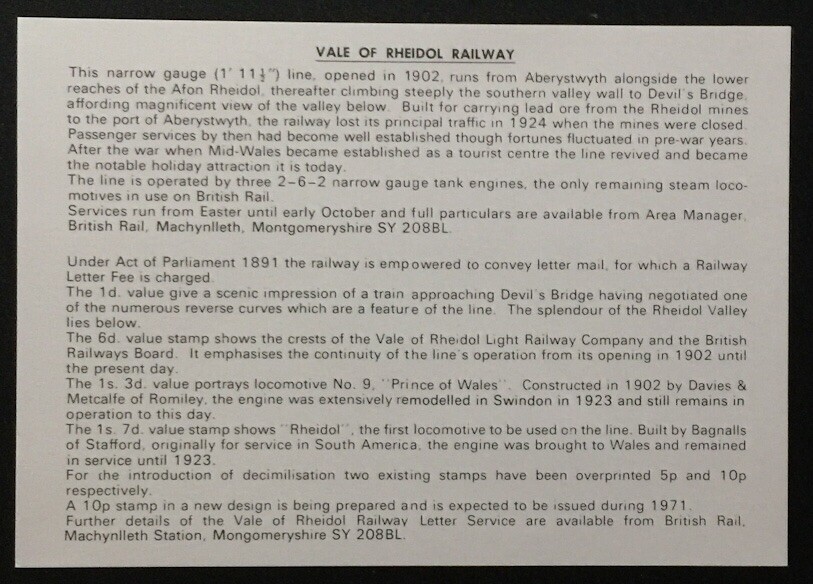 VALE OF RHEIDOL RAILWAY
This narrow gauge (1' 11½") line, opened in 1902, runs from Aberystwyth alongside the lower
reaches of the Afon Rheidol, thereafter climbing steeply the southern valley wall to Devil's Bridge,
affording magnificent view of the valley below. Built for carrying lead ore from the Rheidol mines
to the port of Aberystwyth, the railway lost its principal traffic in 1924 when the mines were closed.
Passenger services by then had become well established though fortunes fluctuated in pre-war years.
After the war when Mid-Wales became established as a tourist centre the line revived and became
the notable holiday attraction it is today.
The line is operated by three 2-6-2 narrow gauge tank engines, the only remaining steam loco-
motives in use on British Rail.
Services run from Easter until early October and full particulars are available from Area Manager,
British Rail, Machynlleth, Montgomeryshire SY 208BL.
Under Act of Parliament 1891 the railway is empowered to convey letter mail, for which a Railway
Letter Fee is charged.
The 1d. value give a scenic impression of a train approaching Devil's Bridge having negotiated one
of the numerous reverse curves which are a feature of the line. The splendour of the Rheidol Valley
lies below.
The 6d. value stamp shows the crests of the Vale of Rheidol Light Railway Company and the British
Railways Board. It emphasises the continuity of the line's operation from its opening in 1902 until
the present day.
The 1s. 3d. value portrays locomotive No. 9, "Prince of Wales". Constructed in 1902 by Davies &
Metcalfe of Romiley, the engine was extensively remodelled in Swindon in 1923 and still remains in
operation to this day.
The 1s. 7d. value stamp shows "Rheidol", the first locomotive to be used on the line. Built by Bagnalls
of Stafford, originally for service in South America, the engine was brought to Wales and remained
in service until 1923.
For the introduction of decimilisation two existing stamps have been overprinted 5p and 10p
respectively.
A 10p stamp in a new design is being prepared and is expected to be issued during 1971.
Further details of the Vale of Rheidol Railway Letter Service are available from British Rail,
Machynlleth Station, Mongomeryshire SY 208BL.